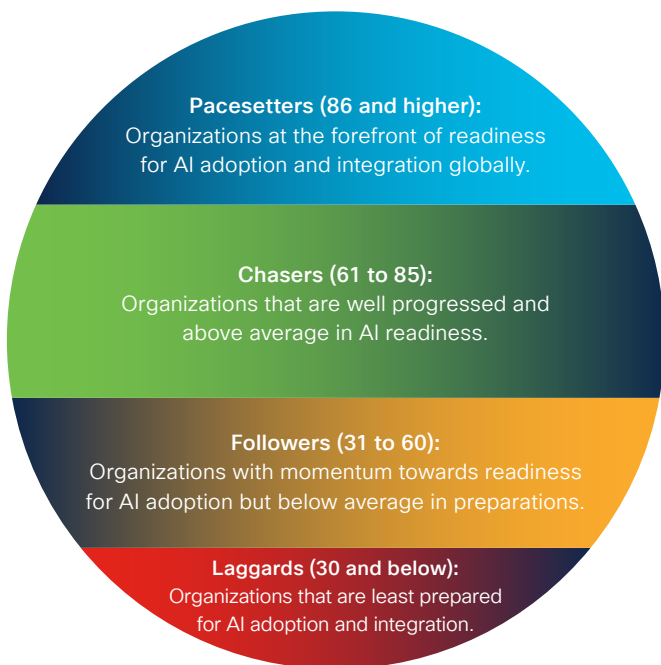 Pacesetters (86 and higher):
Organizations at the forefront of readiness
for AI adoption and integration globally.
Chasers (61 to 85):
Organizations that are well progressed and
above average in AI readiness.
Followers (31 to 60):
Organizations with momentum towards readiness
for AI adoption but below average in preparations.
Laggards (30 and below):
Organizations that are least prepared
for AI adoption and integration.